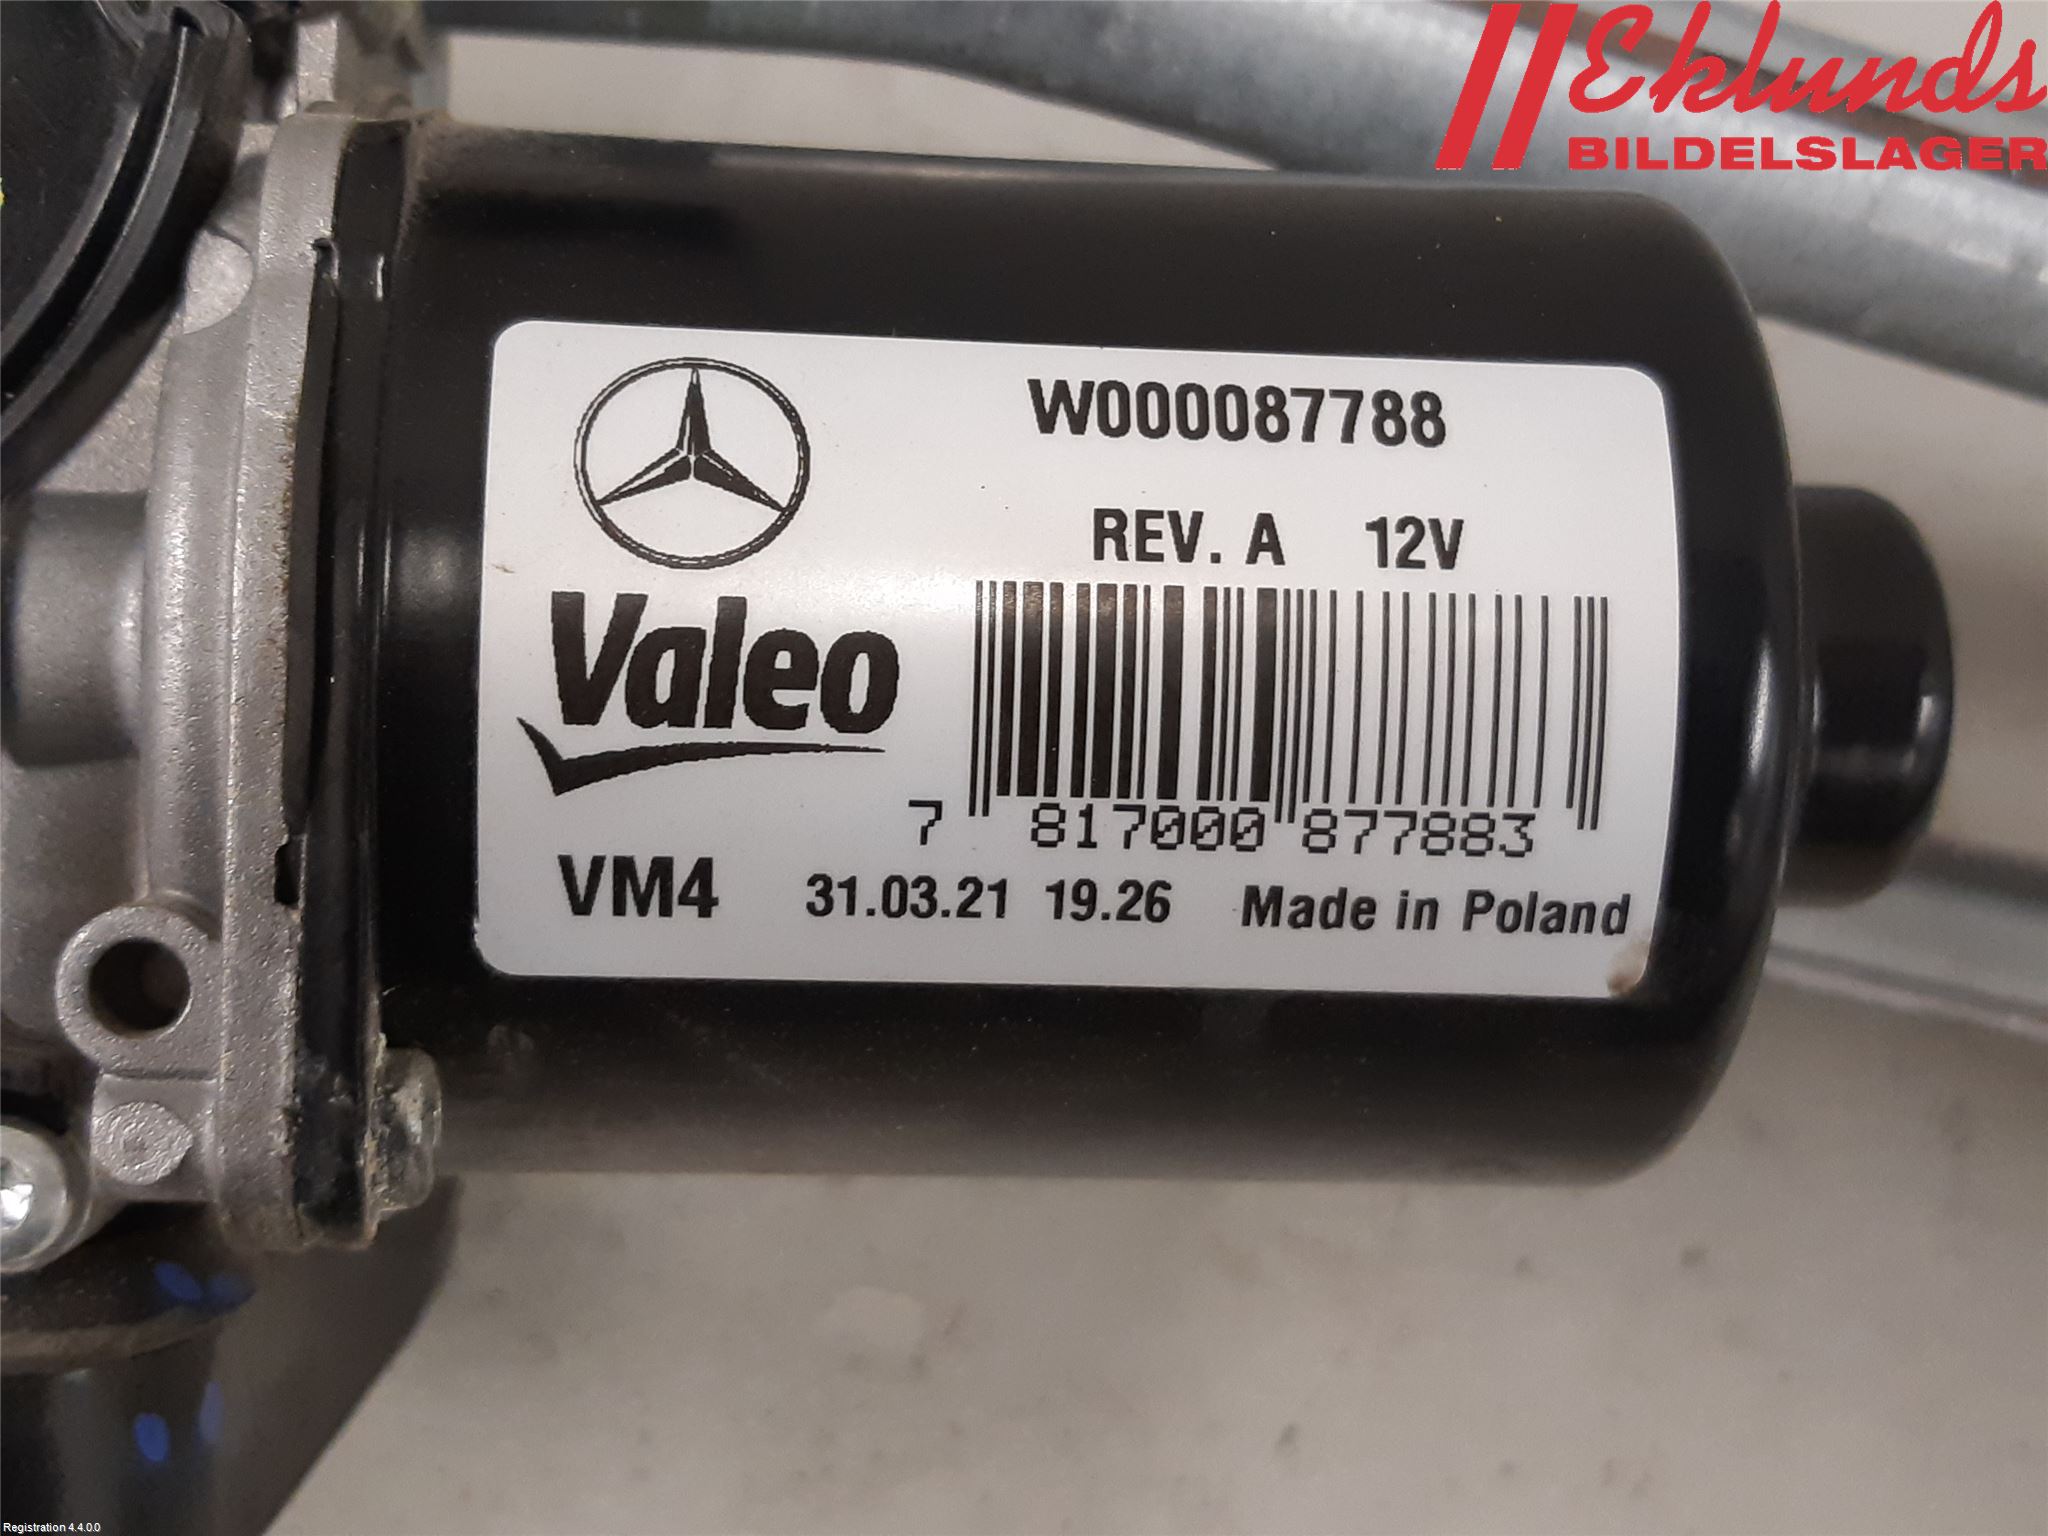 Eklunds
BILDELSLAGER
W000087788
REV. A 12V
Valeo
7 817000 877883
VM4 31.03.21 19.26 Made in Poland
Registration 4.4.0.0